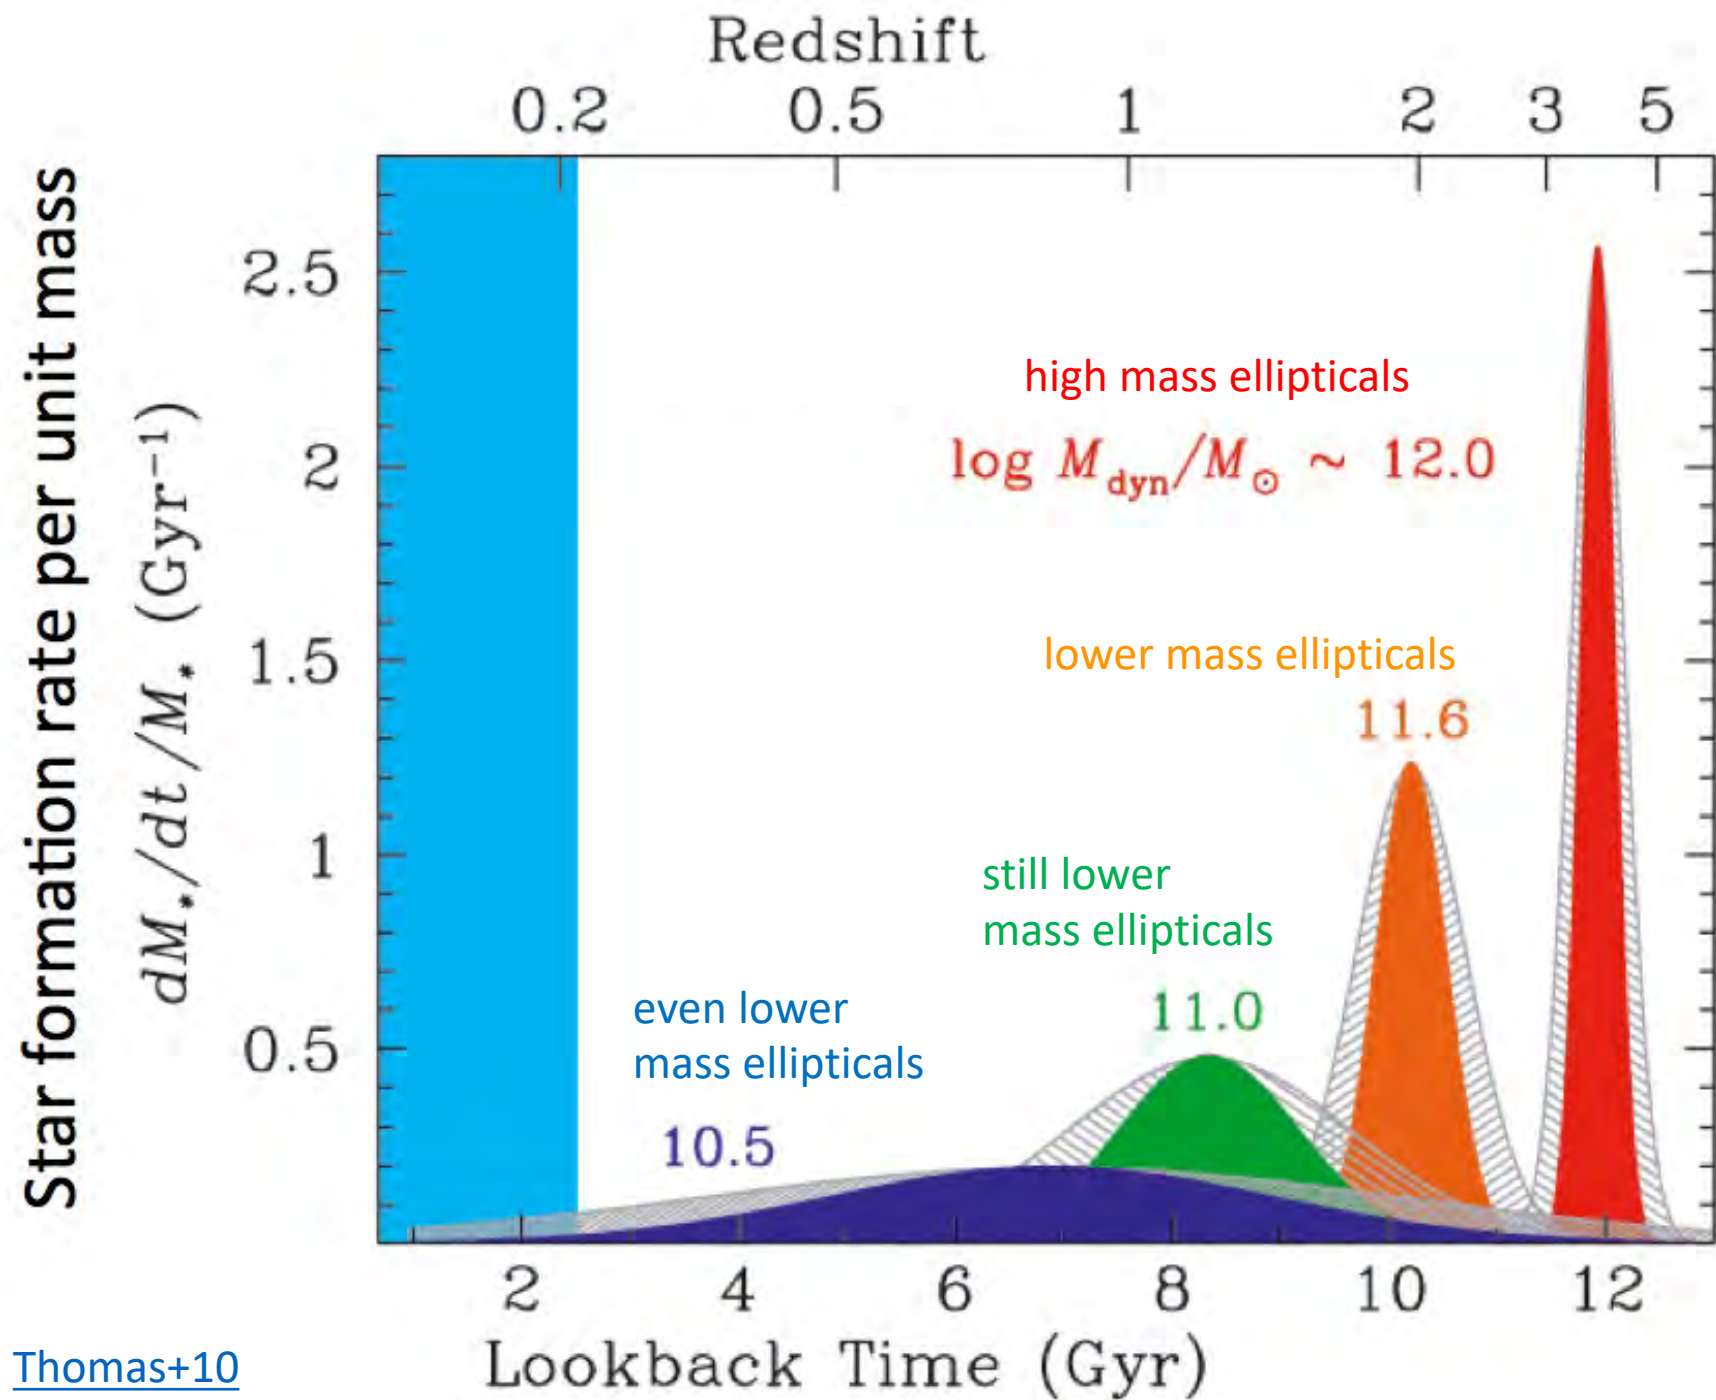 Redshift
0.2 0.5 1 2 3 5
Star formation rate per unit mass
dM*/dt/M* (Gyr⁻¹)
2.5
2
1.5
1
0.5
high mass ellipticals
log M_dyn/M_⊙ ~ 12.0
lower mass ellipticals
11.6
still lower
mass ellipticals
11.0
even lower
mass ellipticals
10.5
2 4 6 8 10 12
Lookback Time (Gyr)
Thomas+10